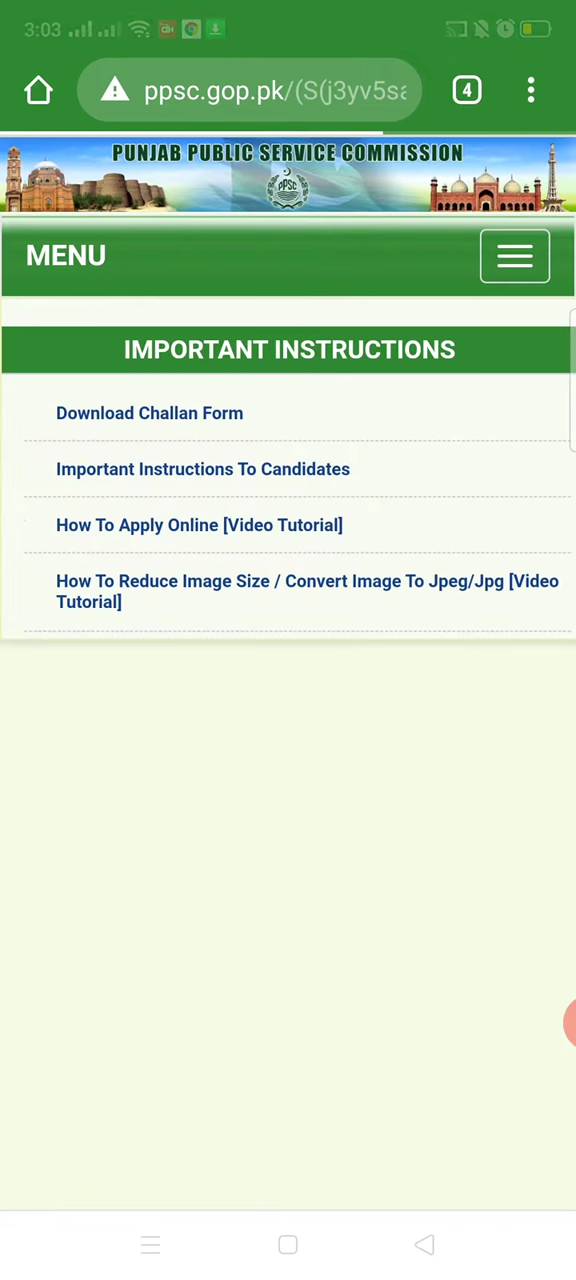 3:03
ppsc.gop.pk/(S(j3yv5sa
4
PUNJAB PUBLIC SERVICE COMMISSION
PPSC
MENU
IMPORTANT INSTRUCTIONS
Download Challan Form
Important Instructions To Candidates
How To Apply Online [Video Tutorial]
How To Reduce Image Size / Convert Image To Jpeg/Jpg [Video
Tutorial]